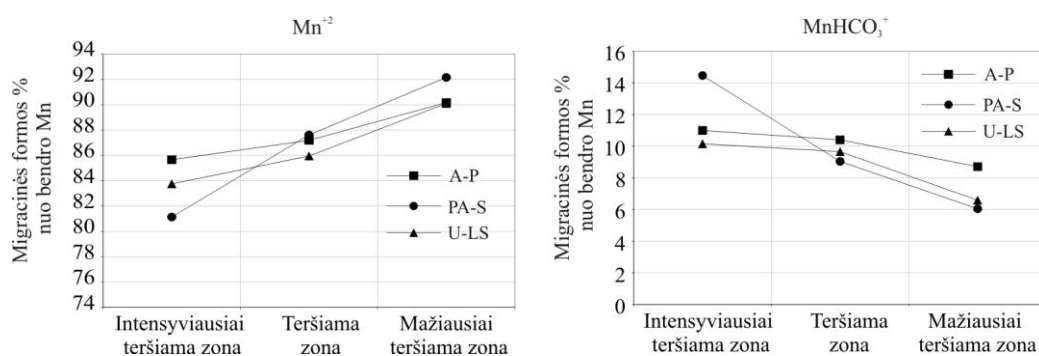 Mn⁺²
Migracinės formos %
nuo bendro Mn
94
92
90
88
86
84
82
80
78
76
74
A-P
PA-S
U-LS
Intensyviausiai
teršiama zona
Teršiama
zona
Mažiausiai
teršiama zona
MnHCO₃⁺
Migracinės formos %
nuo bendro Mn
16
14
12
10
8
6
4
2
0
A-P
PA-S
U-LS
Intensyviausiai
teršiama zona
Teršiama
zona
Mažiausiai
teršiama zona